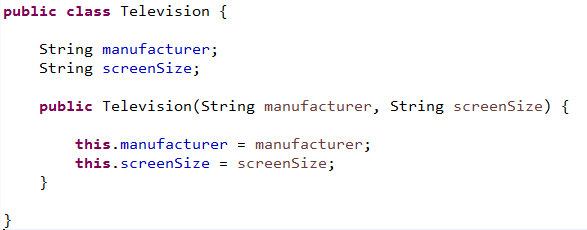 public class Television {
String manufacturer;
String screenSize;
public Television(String manufacturer, String screenSize) {
this.manufacturer = manufacturer;
this.screenSize = screenSize;
}
}